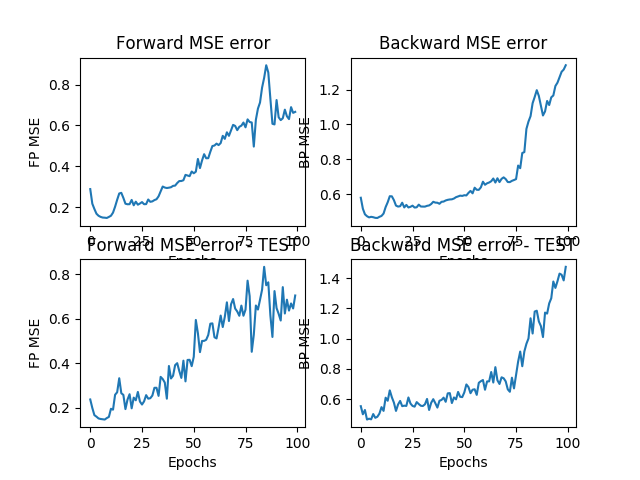 Forward MSE error
Backward MSE error
FP MSE
0.8
0.6
0.4
0.2
0 25 50 75 100
Epochs
BP MSE
1.2
1.0
0.8
0.6
0 25 50 75 100
Epochs
Forward MSE error - TEST
Backward MSE error - TEST
FP MSE
0.8
0.6
0.4
0.2
0 25 50 75 100
Epochs
BP MSE
1.4
1.2
1.0
0.8
0.6
0 25 50 75 100
Epochs